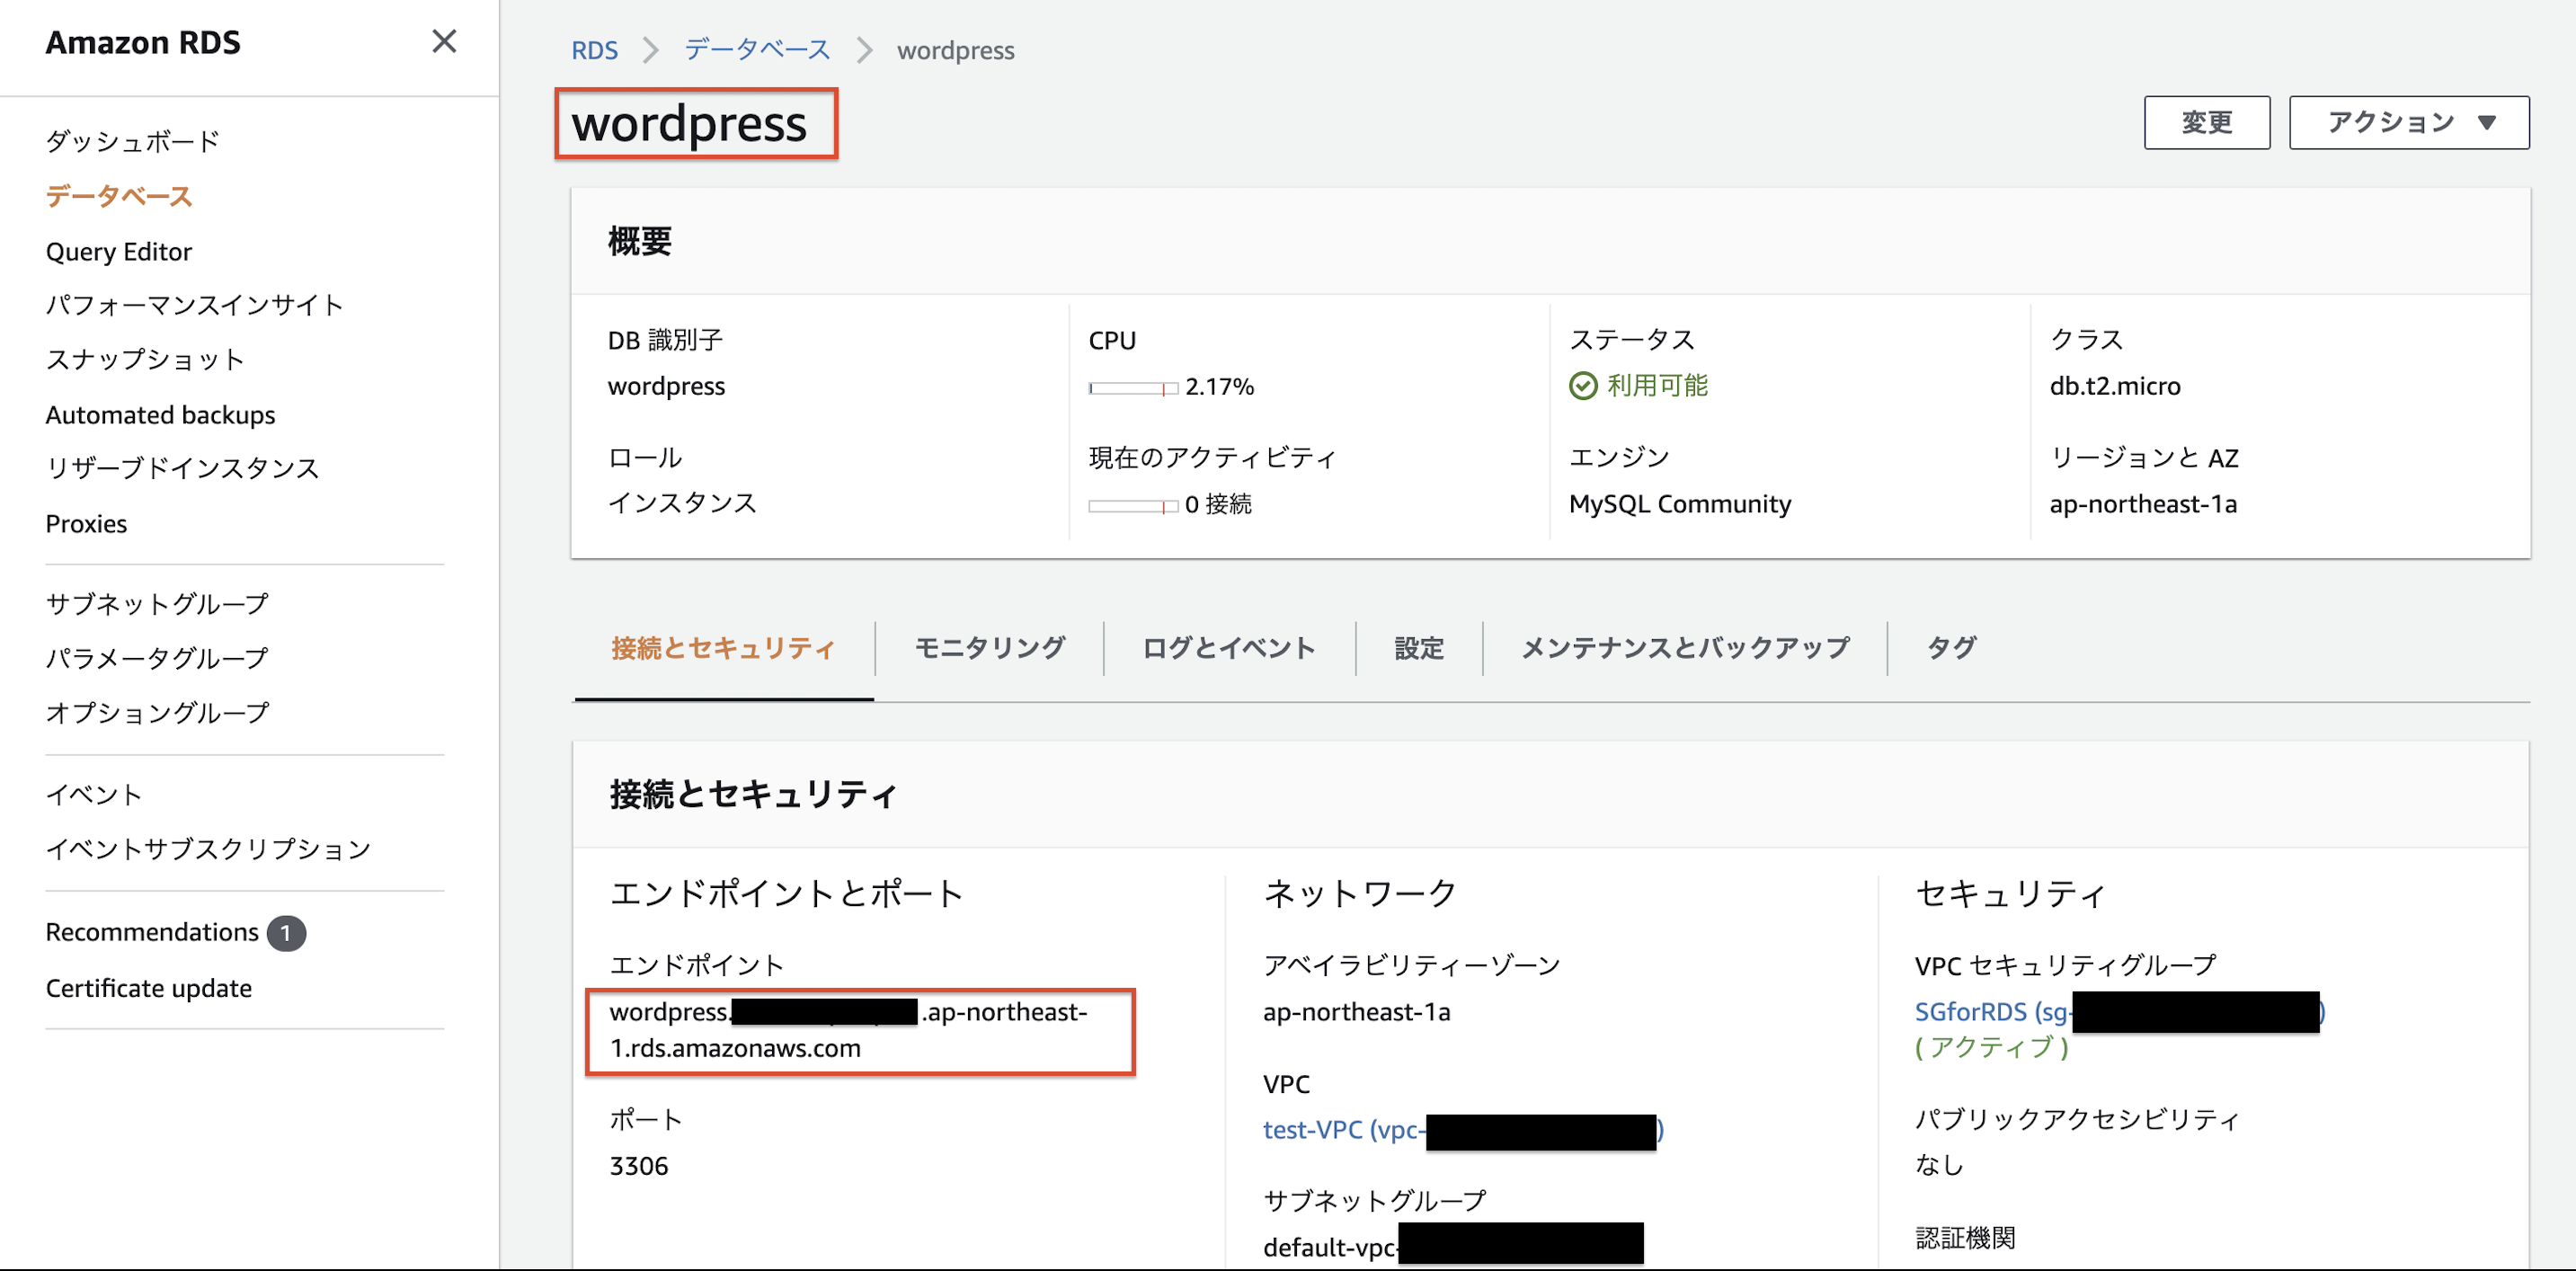 Amazon RDS
ダッシュボード
データベース
Query Editor
パフォーマンスインサイト
スナップショット
Automated backups
リザーブドインスタンス
Proxies
サブネットグループ
パラメータグループ
オプショングループ
イベント
イベントサブスクリプション
Recommendations 1
Certificate update
RDS > データベース > wordpress
wordpress
変更
アクション ▼
概要
DB 識別子
wordpress
ロール
インスタンス
CPU
2.17%
現在のアクティビティ
0 接続
ステータス
利用可能
エンジン
MySQL Community
クラス
db.t2.micro
リージョンと AZ
ap-northeast-1a
接続とセキュリティ
モニタリング
ログとイベント
設定
メンテナンスとバックアップ
タグ
接続とセキュリティ
エンドポイントとポート
エンドポイント
wordpress. .ap-northeast-
1.rds.amazonaws.com
ポート
3306
ネットワーク
アベイラビリティーゾーン
ap-northeast-1a
VPC
test-VPC (vpc- )
サブネットグループ
default-vpc-
セキュリティ
VPC セキュリティグループ
SGforRDS (sg- )
( アクティブ )
パブリックアクセシビリティ
なし
認証機関